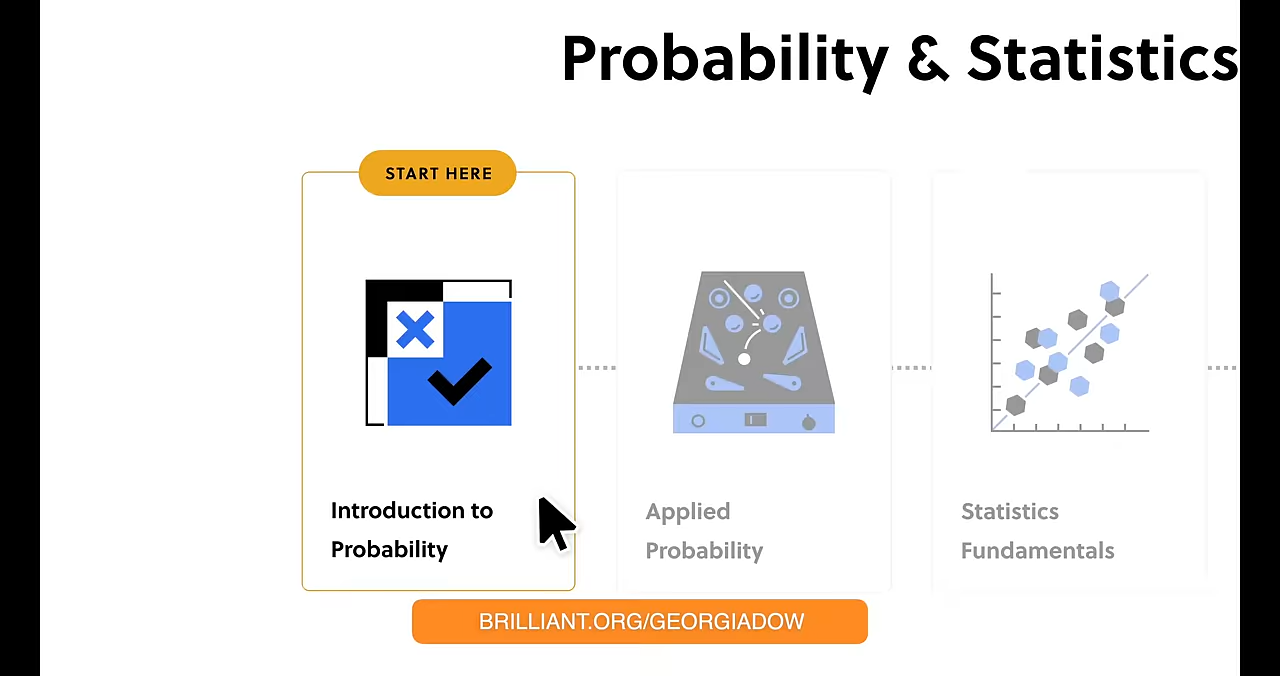 Probability & Statistics
START HERE
Introduction to
Probability
Applied
Probability
Statistics
Fundamentals
BRILLIANT.ORG/GEORGIADOW